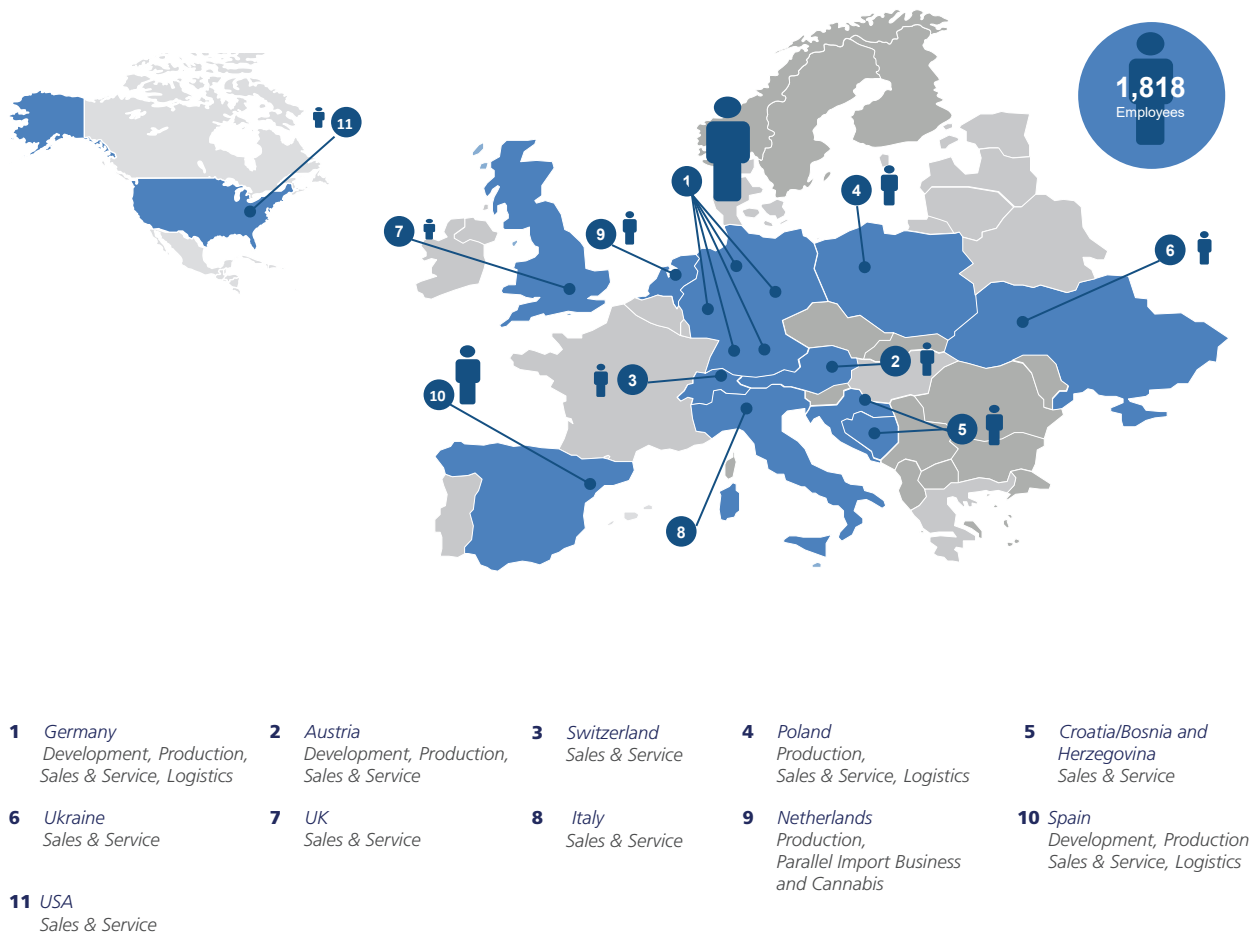 1,818
Employees
11
1
4
7
9
6
2
3
10
5
8
1 Germany
Development, Production,
Sales & Service, Logistics
2 Austria
Development, Production,
Sales & Service
3 Switzerland
Sales & Service
4 Poland
Production,
Sales & Service, Logistics
5 Croatia/Bosnia and
Herzegovina
Sales & Service
6 Ukraine
Sales & Service
7 UK
Sales & Service
8 Italy
Sales & Service
9 Netherlands
Production,
Parallel Import Business
and Cannabis
10 Spain
Development, Production
Sales & Service, Logistics
11 USA
Sales & Service